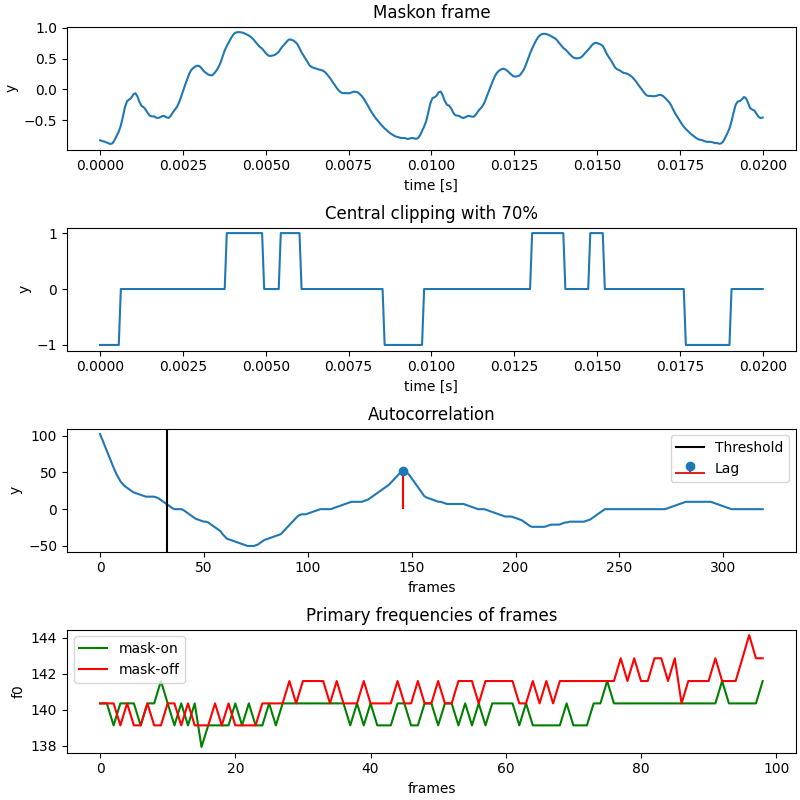 Maskon frame
y
1.0
0.5
0.0
−0.5
0.0000 0.0025 0.0050 0.0075 0.0100 0.0125 0.0150 0.0175 0.0200
time [s]
Central clipping with 70%
y
1
0
−1
0.0000 0.0025 0.0050 0.0075 0.0100 0.0125 0.0150 0.0175 0.0200
time [s]
Autocorrelation
y
100
50
0
−50
Threshold
Lag
0 50 100 150 200 250 300
frames
Primary frequencies of frames
f0
144
142
140
138
mask-on
mask-off
0 20 40 60 80 100
frames